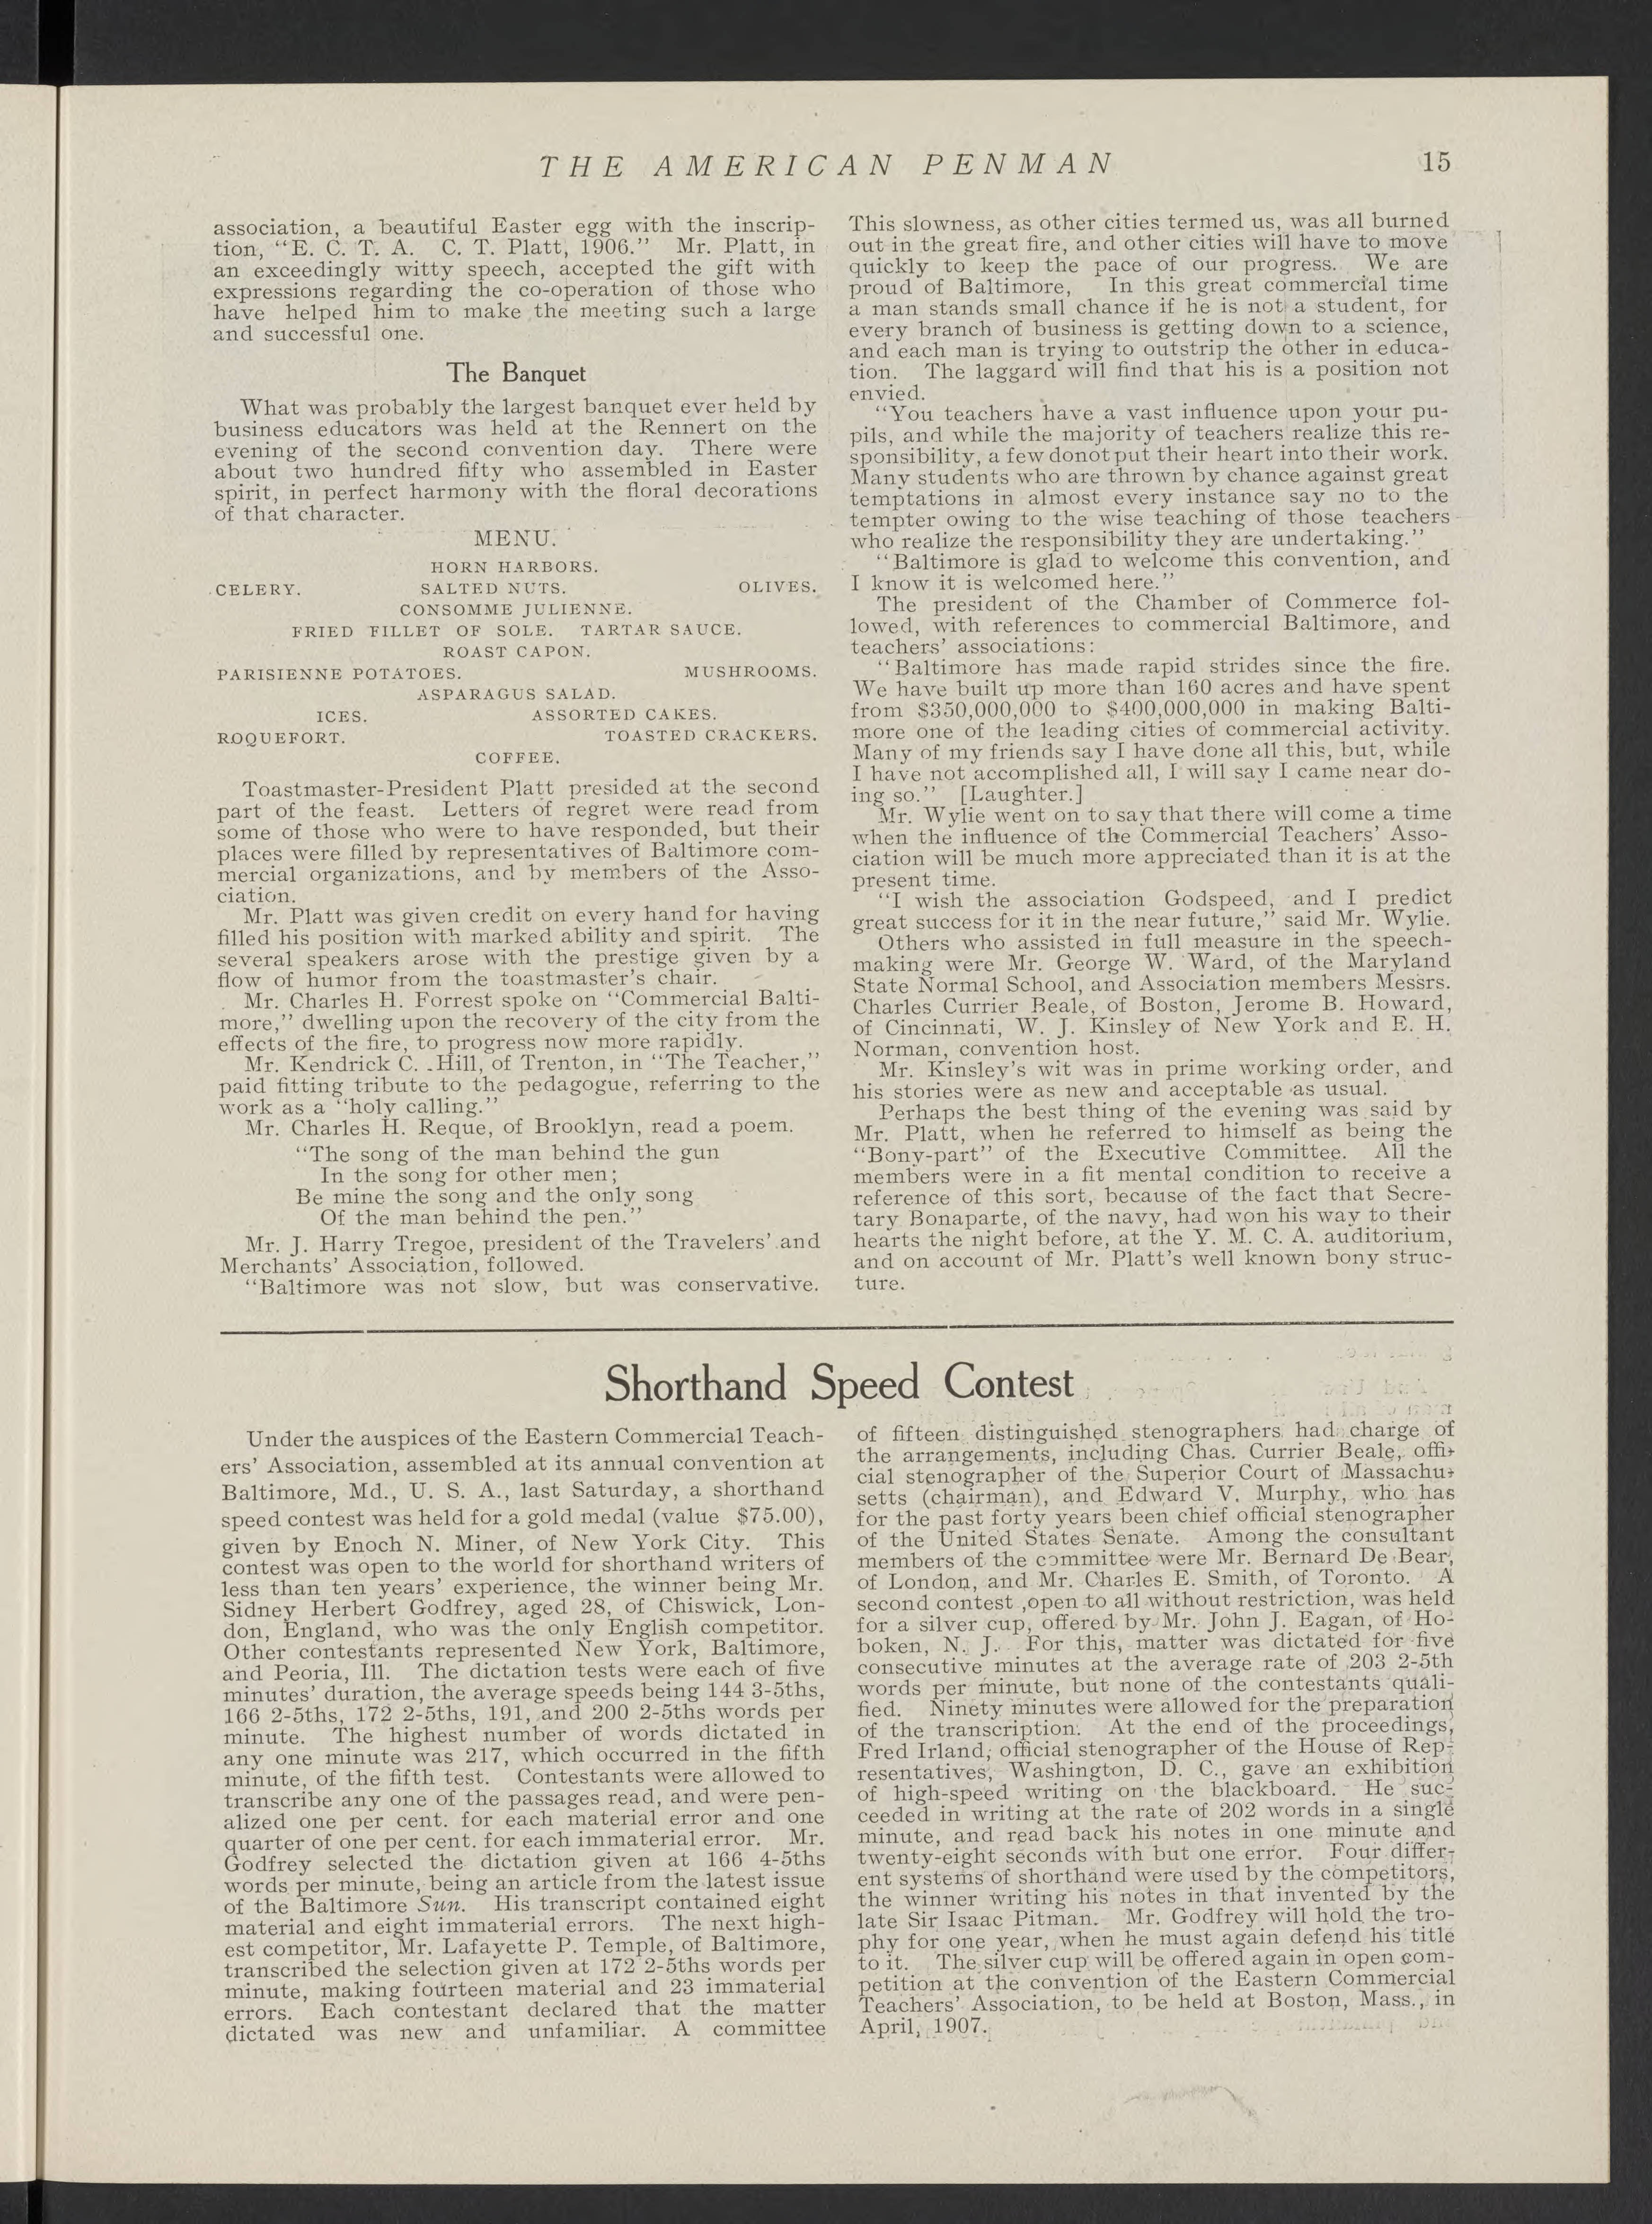 THE AMERICAN PENMAN
15
association, a beautiful Easter egg with the inscrip-
tion, “E. C. T. A. C. T. Platt, 1906.” Mr. Platt, in
an exceedingly witty speech, accepted the gift with
expressions regarding the co-operation of those who
have helped him to make the meeting such a large
and successful one.
The Banquet
What was probably the largest banquet ever held by
business educators was held at the Rennert on the
evening of the second convention day. There were
about two hundred fifty who assembled in Easter
spirit, in perfect harmony with the floral decorations
of that character.
MENU.
HORN HARBORS.
CELERY. SALTED NUTS. OLIVES.
CONSOMME JULIENNE.
FRIED FILLET OF SOLE. TARTAR SAUCE.
ROAST CAPON.
PARISIENNE POTATOES. MUSHROOMS.
ASPARAGUS SALAD.
ICES. ASSORTED CAKES.
ROQUEFORT. TOASTED CRACKERS.
COFFEE.
Toastmaster-President Platt presided at the second
part of the feast. Letters of regret were read from
some of those who were to have responded, but their
places were filled by representatives of Baltimore com-
mercial organizations, and by members of the Asso-
ciation.
Mr. Platt was given credit on every hand for having
filled his position with marked ability and spirit. The
several speakers arose with the prestige given by a
flow of humor from the toastmaster’s chair.
Mr. Charles H. Forrest spoke on “Commercial Balti-
more,” dwelling upon the recovery of the city from the
effects of the fire, to progress now more rapidly.
Mr. Kendrick C. Hill, of Trenton, in “The Teacher,”
paid fitting tribute to the pedagogue, referring to the
work as a “holy calling.”
Mr. Charles H. Reque, of Brooklyn, read a poem.
“The song of the man behind the gun
In the song for other men;
Be mine the song and the only song
Of the man behind the pen.”
Mr. J. Harry Tregoe, president of the Travelers’ and
Merchants’ Association, followed.
“Baltimore was not slow, but was conservative.
This slowness, as other cities termed us, was all burned
out in the great fire, and other cities will have to move
quickly to keep the pace of our progress. We are
proud of Baltimore, In this great commercial time
a man stands small chance if he is not a student, for
every branch of business is getting down to a science,
and each man is trying to outstrip the other in educa-
tion. The laggard will find that his is a position not
envied.
“You teachers have a vast influence upon your pu-
pils, and while the majority of teachers realize this re-
sponsibility, a few donot put their heart into their work.
Many students who are thrown by chance against great
temptations in almost every instance say no to the
tempter owing to the wise teaching of those teachers
who realize the responsibility they are undertaking.”
“Baltimore is glad to welcome this convention, and
I know it is welcomed here.”
The president of the Chamber of Commerce fol-
lowed, with references to commercial Baltimore, and
teachers’ associations:
“Baltimore has made rapid strides since the fire.
We have built up more than 160 acres and have spent
from $350,000,000 to $400,000,000 in making Balti-
more one of the leading cities of commercial activity.
Many of my friends say I have done all this, but, while
I have not accomplished all, I will say I came near do-
ing so.” [Laughter.]
Mr. Wylie went on to say that there will come a time
when the influence of the Commercial Teachers’ Asso-
ciation will be much more appreciated than it is at the
present time.
“I wish the association Godspeed, and I predict
great success for it in the near future,” said Mr. Wylie.
Others who assisted in full measure in the speech-
making were Mr. George W. Ward, of the Maryland
State Normal School, and Association members Messrs.
Charles Currier Beale, of Boston, Jerome B. Howard,
of Cincinnati, W. J. Kinsley of New York and E. H.
Norman, convention host.
Mr. Kinsley’s wit was in prime working order, and
his stories were as new and acceptable as usual.
Perhaps the best thing of the evening was said by
Mr. Platt, when he referred to himself as being the
“Bony-part” of the Executive Committee. All the
members were in a fit mental condition to receive a
reference of this sort, because of the fact that Secre-
tary Bonaparte, of the navy, had won his way to their
hearts the night before, at the Y. M. C. A. auditorium,
and on account of Mr. Platt’s well known bony struc-
ture.
Shorthand Speed Contest
Under the auspices of the Eastern Commercial Teach-
ers’ Association, assembled at its annual convention at
Baltimore, Md., U. S. A., last Saturday, a shorthand
speed contest was held for a gold medal (value $75.00),
given by Enoch N. Miner, of New York City. This
contest was open to the world for shorthand writers of
less than ten years’ experience, the winner being Mr.
Sidney Herbert Godfrey, aged 28, of Chiswick, Lon-
don, England, who was the only English competitor.
Other contestants represented New York, Baltimore,
and Peoria, Ill. The dictation tests were each of five
minutes’ duration, the average speeds being 144 3-5ths,
166 2-5ths, 172 2-5ths, 191, and 200 2-5ths words per
minute. The highest number of words dictated in
any one minute was 217, which occurred in the fifth
minute, of the fifth test. Contestants were allowed to
transcribe any one of the passages read, and were pen-
alized one per cent. for each material error and one
quarter of one per cent. for each immaterial error. Mr.
Godfrey selected the dictation given at 166 4-5ths
words per minute, being an article from the latest issue
of the Baltimore Sun. His transcript contained eight
material and eight immaterial errors. The next high-
est competitor, Mr. Lafayette P. Temple, of Baltimore,
transcribed the selection given at 172 2-5ths words per
minute, making fourteen material and 23 immaterial
errors. Each contestant declared that the matter
dictated was new and unfamiliar. A committee
of fifteen distinguished stenographers had charge of
the arrangements, including Chas. Currier Beale, offi-
cial stenographer of the Superior Court of Massachu-
setts (chairman), and Edward V. Murphy, who has
for the past forty years been chief official stenographer
of the United States Senate. Among the consultant
members of the committee were Mr. Bernard De Bear,
of London, and Mr. Charles E. Smith, of Toronto. A
second contest ,open to all without restriction, was held
for a silver cup, offered by Mr. John J. Eagan, of Ho-
boken, N. J. For this, matter was dictated for five
consecutive minutes at the average rate of 203 2-5th
words per minute, but none of the contestants quali-
fied. Ninety minutes were allowed for the preparation
of the transcription. At the end of the proceedings,
Fred Irland, official stenographer of the House of Rep-
resentatives, Washington, D. C., gave an exhibition
of high-speed writing on the blackboard. He suc-
ceeded in writing at the rate of 202 words in a single
minute, and read back his notes in one minute and
twenty-eight seconds with but one error. Four differ-
ent systems of shorthand were used by the competitors,
the winner writing his notes in that invented by the
late Sir Isaac Pitman. Mr. Godfrey will hold the tro-
phy for one year, when he must again defend his title
to it. The silver cup will be offered again in open com-
petition at the convention of the Eastern Commercial
Teachers’ Association, to be held at Boston, Mass., in
April, 1907.